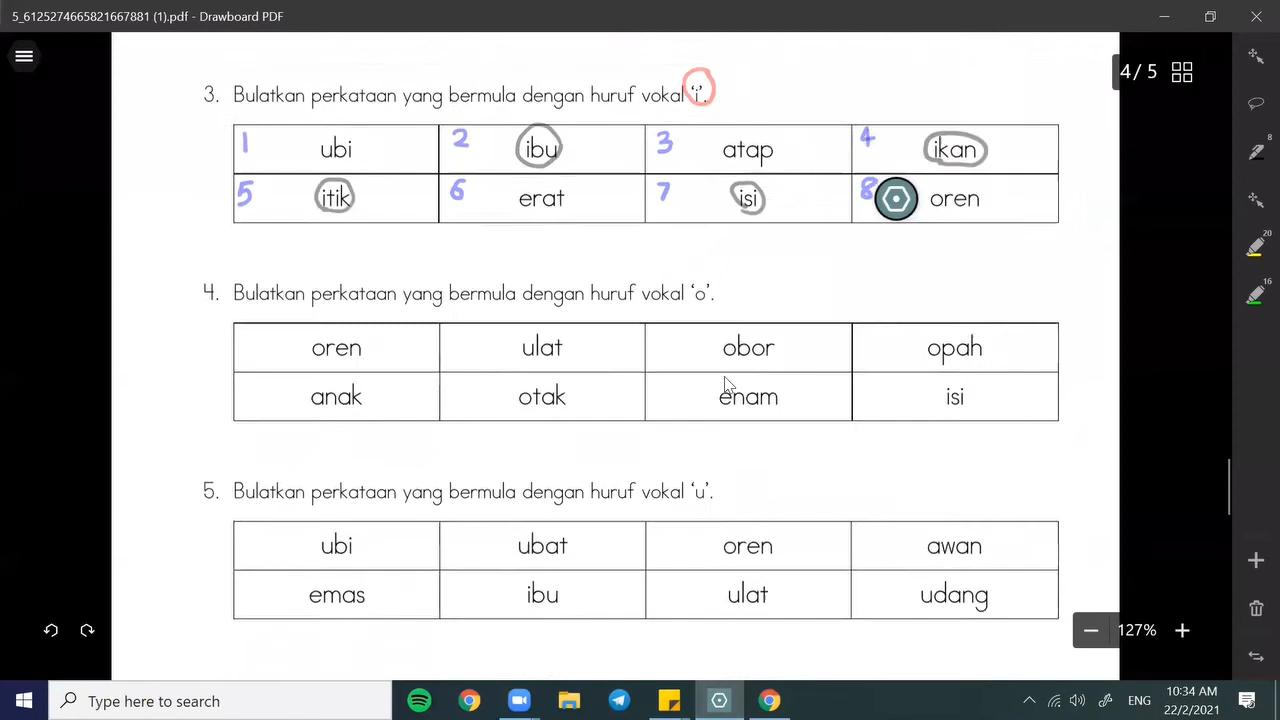 5_6125274665821667881 (1).pdf - Drawboard PDF
4 / 5
3. Bulatkan perkataan yang bermula dengan huruf vokal ‘i’.
1 ubi 2 ibu 3 atap 4 ikan
5 itik 6 erat 7 isi 8 oren
4. Bulatkan perkataan yang bermula dengan huruf vokal ‘o’.
oren ulat obor opah
anak otak enam isi
5. Bulatkan perkataan yang bermula dengan huruf vokal ‘u’.
ubi ubat oren awan
emas ibu ulat udang
8
20
16
127%
Type here to search
ENG
10:34 AM
22/2/2021